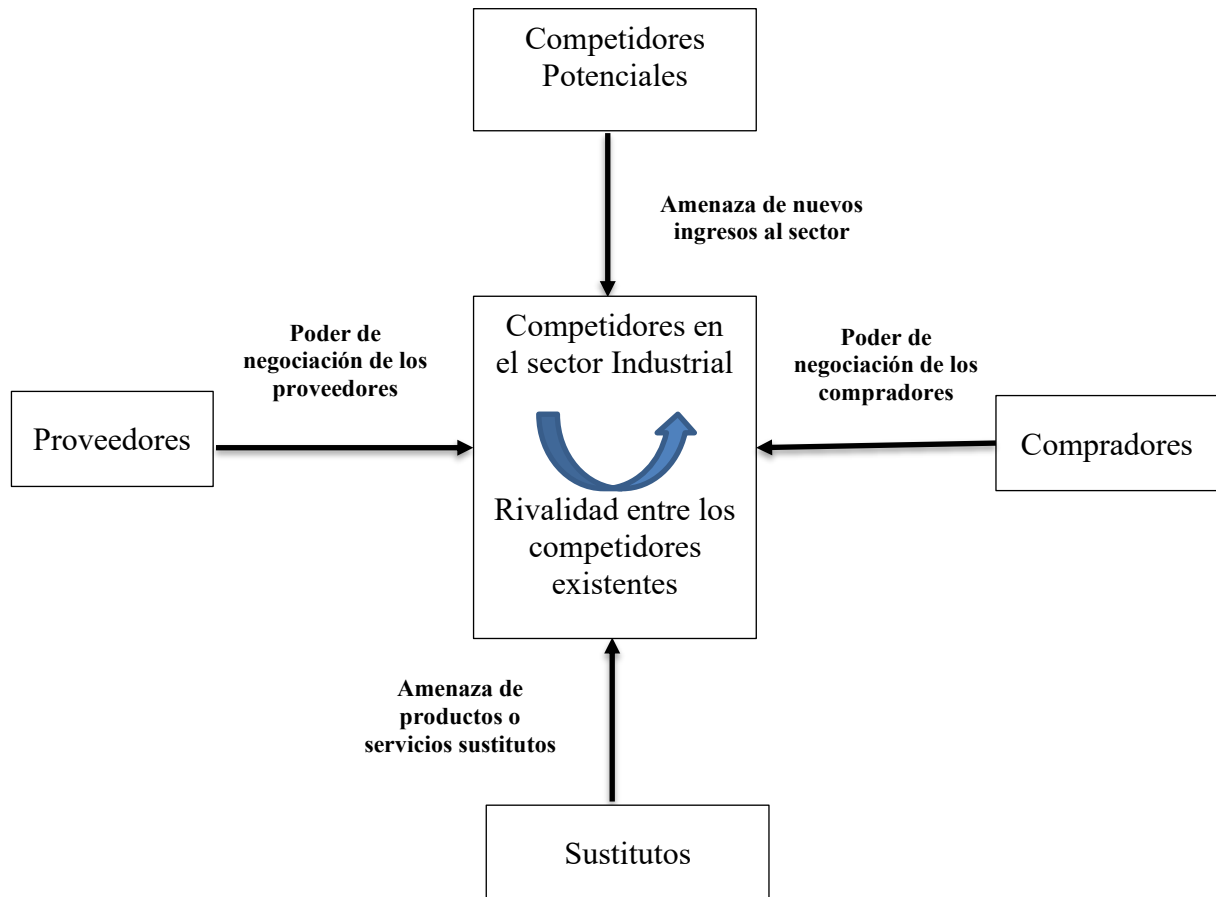 Competidores
Potenciales
Amenaza de nuevos
ingresos al sector
Competidores en
el sector Industrial
Poder de
negociación de los
proveedores
Poder de
negociación de los
compradores
Proveedores
Compradores
Rivalidad entre los
competidores
existentes
Amenaza de
productos o
servicios sustitutos
Sustitutos